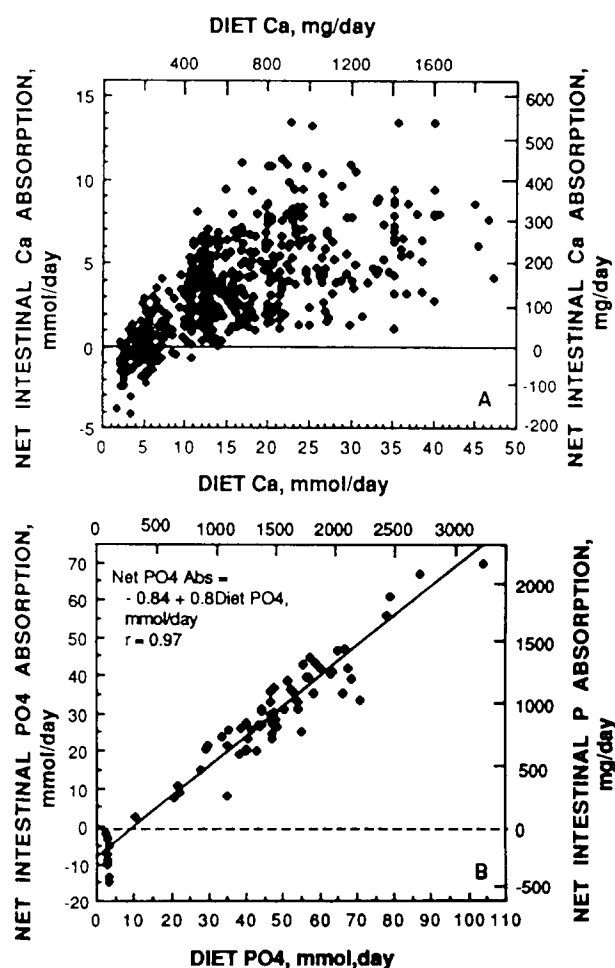 DIET Ca, mg/day
400 800 1200 1600
NET INTESTINAL Ca ABSORPTION,
mmol/day
15
10
5
0
-5
600
500
400
300
200
100
0
-100
-200
NET INTESTINAL Ca ABSORPTION,
mg/day
A
0 5 10 15 20 25 30 35 40 45 50
DIET Ca, mmol/day
0 500 1000 1500 2000 2500 3000
NET INTESTINAL PO4 ABSORPTION,
mmol/day
70
60
50
40
30
20
10
0
-10
-20
Net PO4 Abs =
- 0.84 + 0.8Diet PO4,
mmol/day
r = 0.97
2000
1500
1000
500
0
-500
NET INTESTINAL P ABSORPTION,
mg/day
B
0 10 20 30 40 50 60 70 80 90 100 110
DIET PO4, mmol,day